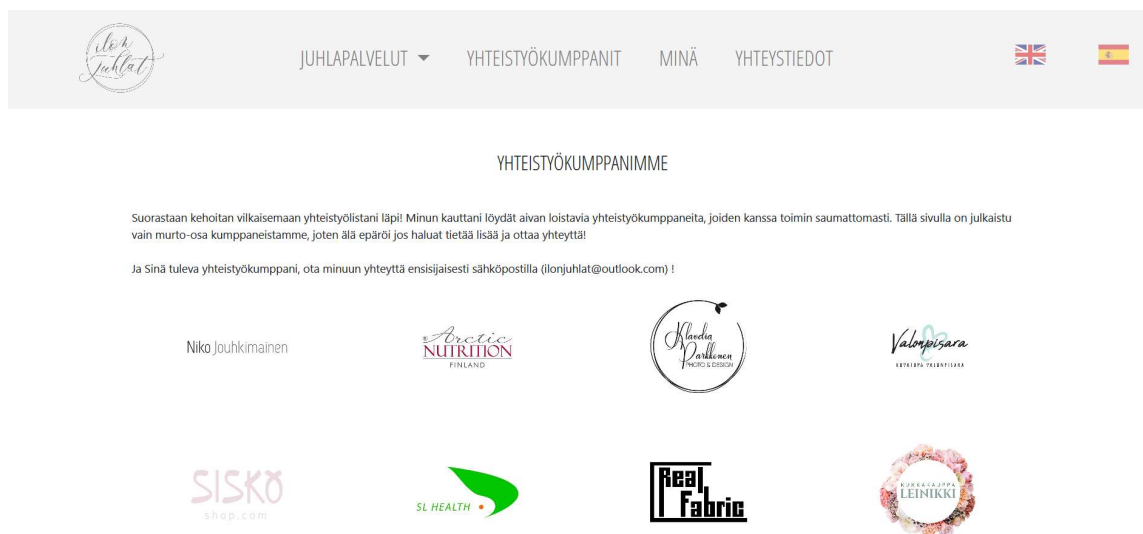 ilon
Juhlat
JUHLAPALVELUT
YHTEISTYÖKUMPPANIT
MINÄ
YHTEYSTIEDOT
YHTEISTYÖKUMPPANIMME
Suorastaan kehoitan vilkaisemaan yhteistyölistani läpi! Minun kauttani löydät aivan loistavia yhteistyökumppaneita, joiden kanssa toimin saumattomasti. Tällä sivulla on julkaistu
vain murto-osa kumppaneistamme, joten älä epäröi jos haluat tietää lisää ja ottaa yhteyttä!
Ja Sinä tuleva yhteistyökumppani, ota minuun yhteyttä ensisijaisesti sähköpostilla (ilonjuhlat@outlook.com) !
Niko Jouhkimainen
Arctic
NUTRITION
FINLAND
Klaudia
Parkkonen
PHOTO & DESIGN
Valonpisara
VALONPISARA
SISKO
shop.com
SL HEALTH
Real
Fabric
KUKKAKAUPPA
LEINIKKI